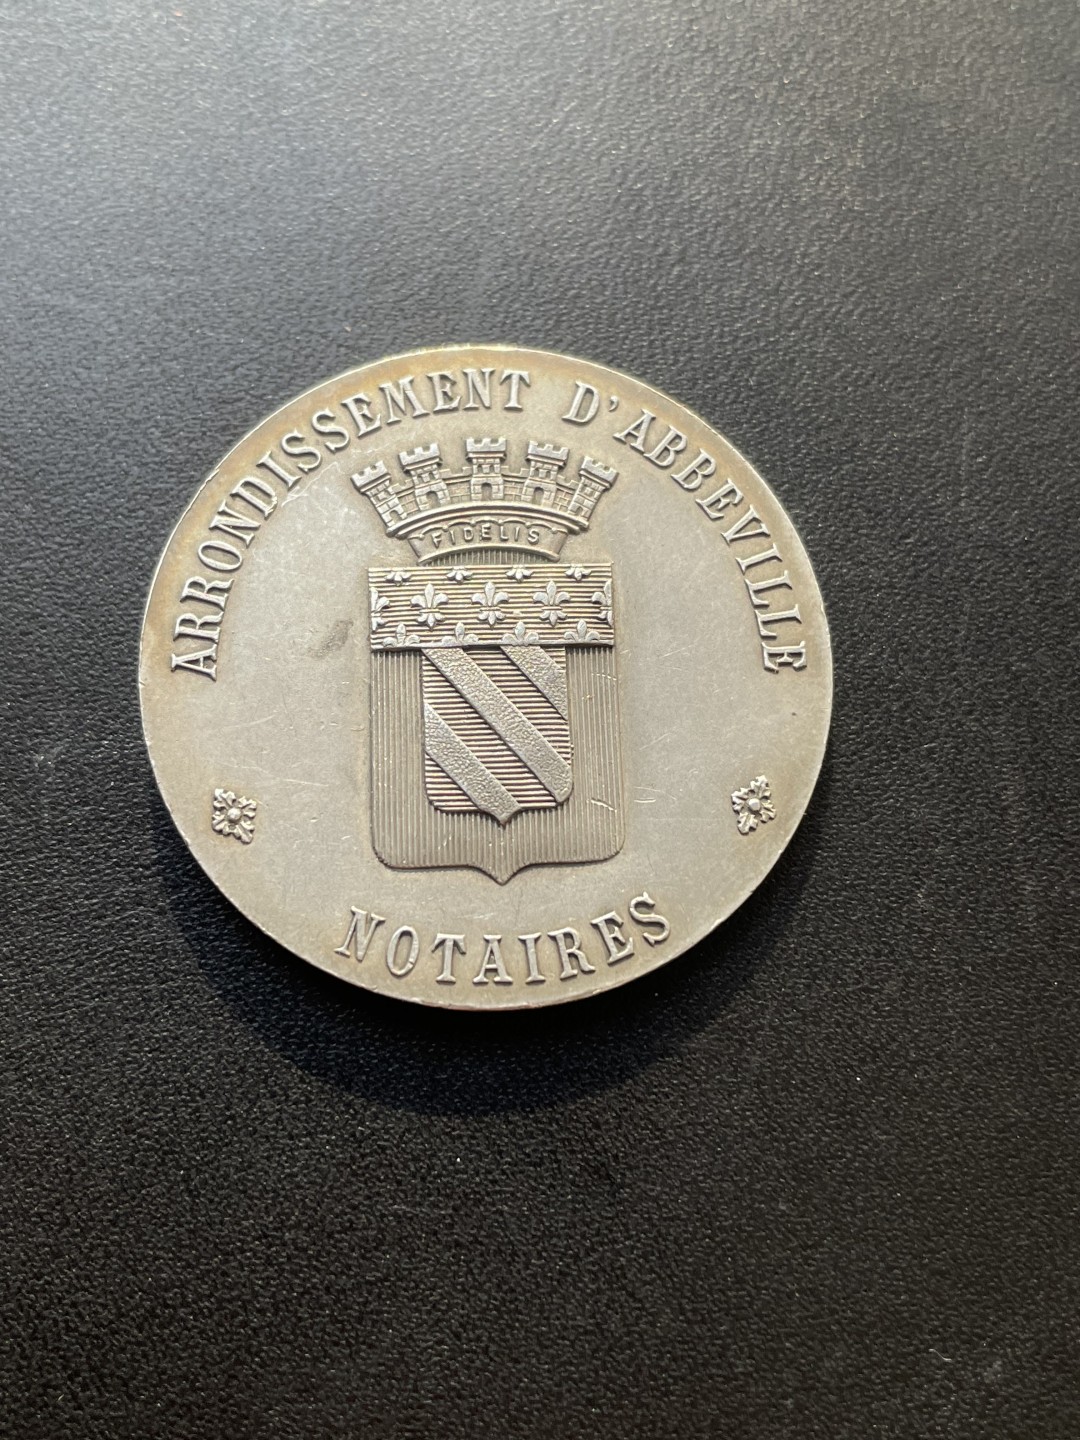 ARRONDISSEMENT D'ABBEVILLE
FIDELIS
NOTAIRES